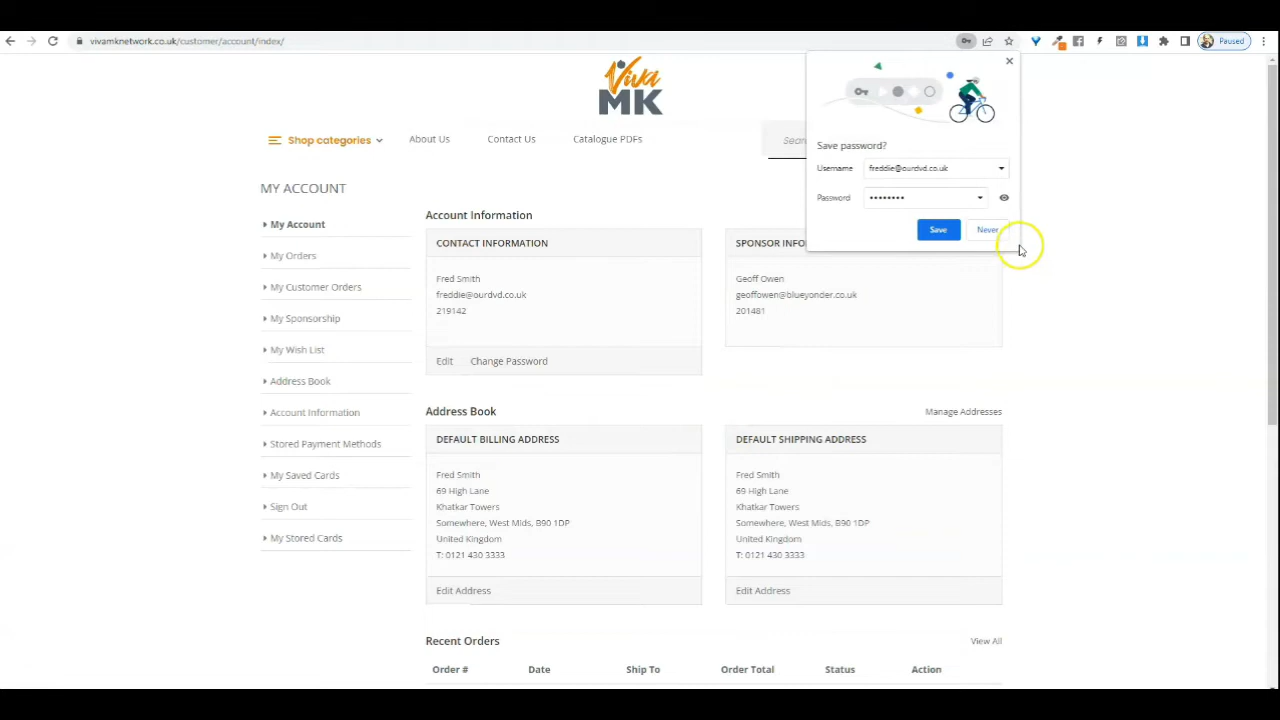 vivamknetwork.co.uk/customer/account/index/
Paused
Viva
MK
Save password?
Username freddie@ourdvd.co.uk
Password ••••••••
Save Never
Shop categories About Us Contact Us Catalogue PDFs
MY ACCOUNT
My Account
My Orders
My Customer Orders
My Sponsorship
My Wish List
Address Book
Account Information
Stored Payment Methods
My Saved Cards
Sign Out
My Stored Cards
Account Information
CONTACT INFORMATION
Fred Smith
freddie@ourdvd.co.uk
219142
Edit Change Password
SPONSOR INFO
Geoff Owen
geoffowen@blueyonder.co.uk
201481
Address Book
Manage Addresses
DEFAULT BILLING ADDRESS
Fred Smith
69 High Lane
Khatkar Towers
Somewhere, West Mids, B90 1DP
United Kingdom
T: 0121 430 3333
Edit Address
DEFAULT SHIPPING ADDRESS
Fred Smith
69 High Lane
Khatkar Towers
Somewhere, West Mids, B90 1DP
United Kingdom
T: 0121 430 3333
Edit Address
Recent Orders
View All
Order # Date Ship To Order Total Status Action